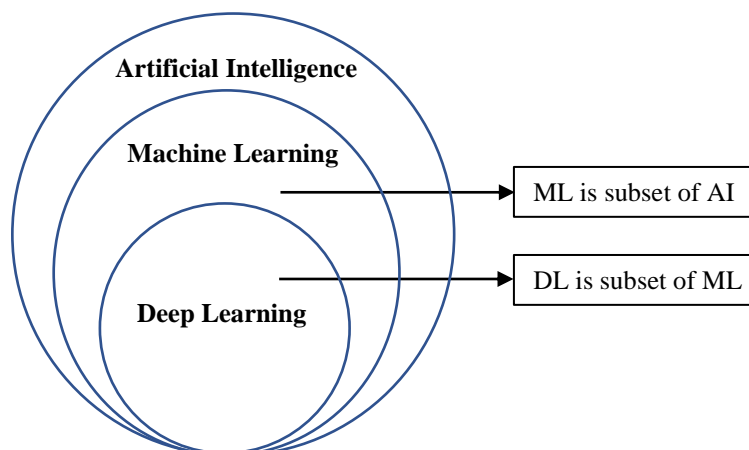 Artificial Intelligence
Machine Learning
ML is subset of AI
DL is subset of ML
Deep Learning